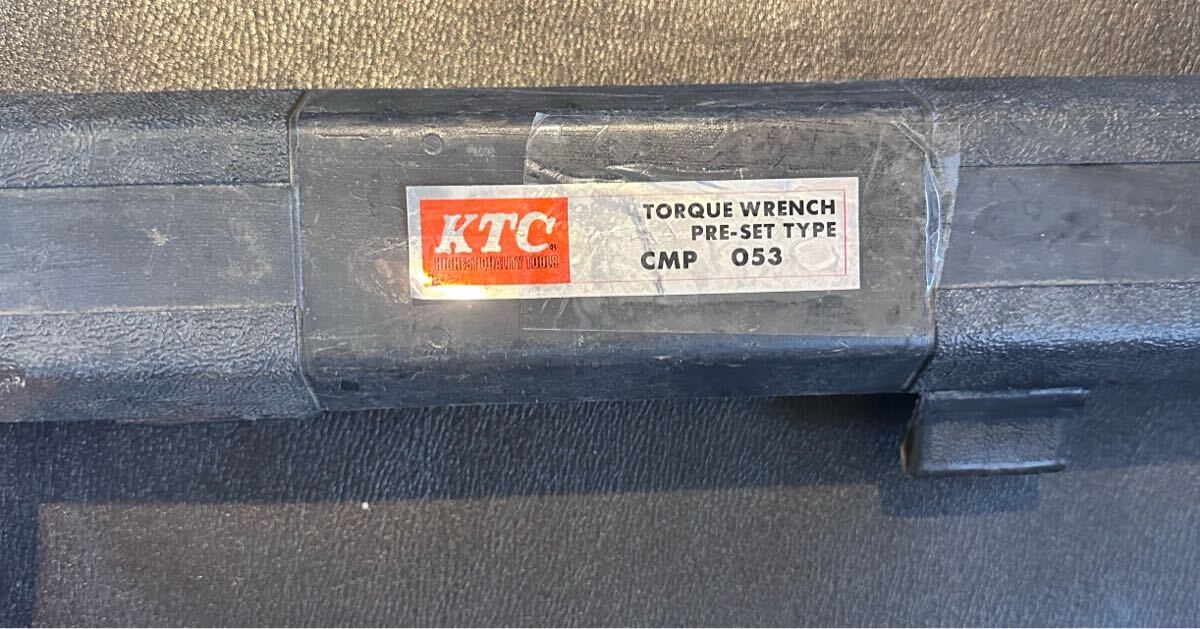 KTC
HIGHEST QUALITY TOOLS
TORQUE WRENCH
PRE-SET TYPE
CMP 053